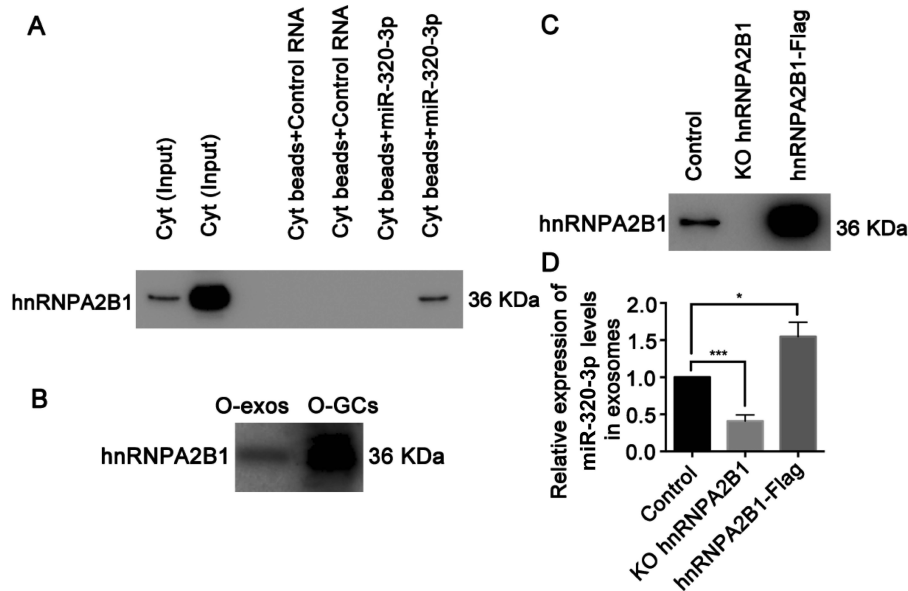 A
Cyt (Input)
Cyt (Input)
Cyt beads+Control RNA
Cyt beads+Control RNA
Cyt beads+miR-320-3p
Cyt beads+miR-320-3p
hnRNPA2B1
36 KDa
B
O-exos
O-GCs
hnRNPA2B1
36 KDa
C
Control
KO hnRNPA2B1
hnRNPA2B1-Flag
hnRNPA2B1
36 KDa
D
Relative expression of
miR-320-3p levels
in exosomes
2.0
1.5
1.0
0.5
0.0
*
***
Control
KO hnRNPA2B1
hnRNPA2B1-Flag